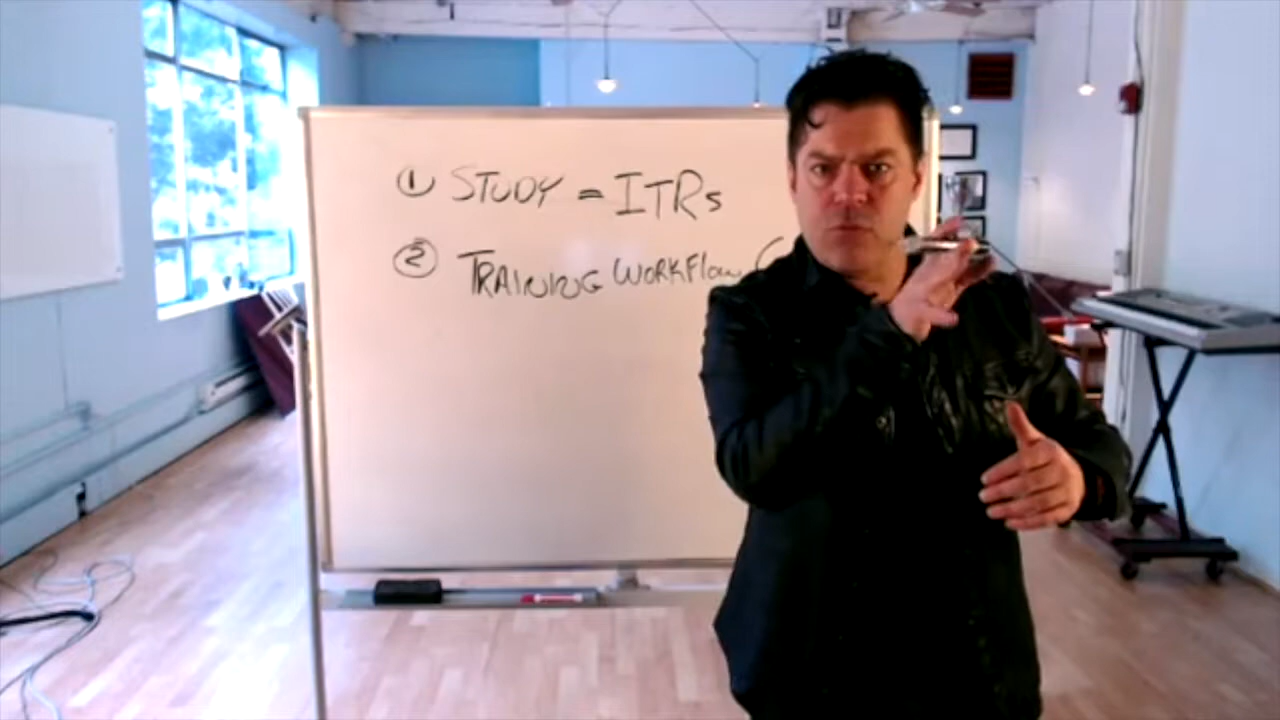 ① STUDY = ITRs
② TRAINING WORKFLOW (